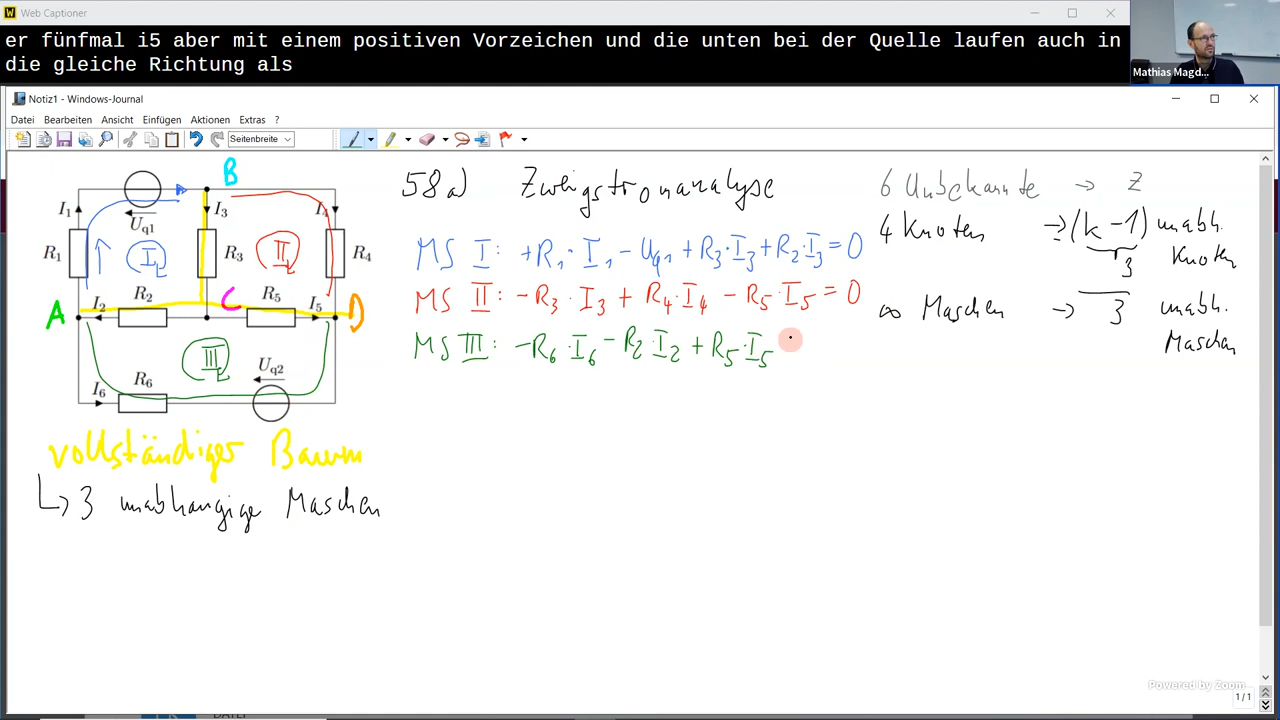 Web Captioner
er fünfmal i5 aber mit einem positiven Vorzeichen und die unten bei der Quelle laufen auch in
die gleiche Richtung als
Mathias Magd...
Notiz1 - Windows-Journal
Datei Bearbeiten Ansicht Einfügen Aktionen Extras ?
Seitenbreite
B
I1 Uq1 I3 I4
R1 I R3 II R4
A I2 R2 C R5 I5 D
III
I6 R6 Uq2
vollständiger Baum
↳ 3 unabhängige Maschen
58a) Zweigstromanalyse
MS I: +R1·I1 - Uq1 + R3·I3 + R2·I3 = 0
MS II: -R3·I3 + R4·I4 - R5·I5 = 0
MS III: -R6·I6 - R2·I2 + R5·I5
6 Unbekannte → Z
4 Knoten → (k-1) unabh.
3 Knoten
∞ Maschen → 3 unabh.
Maschen
Powered by Zoom
1/1